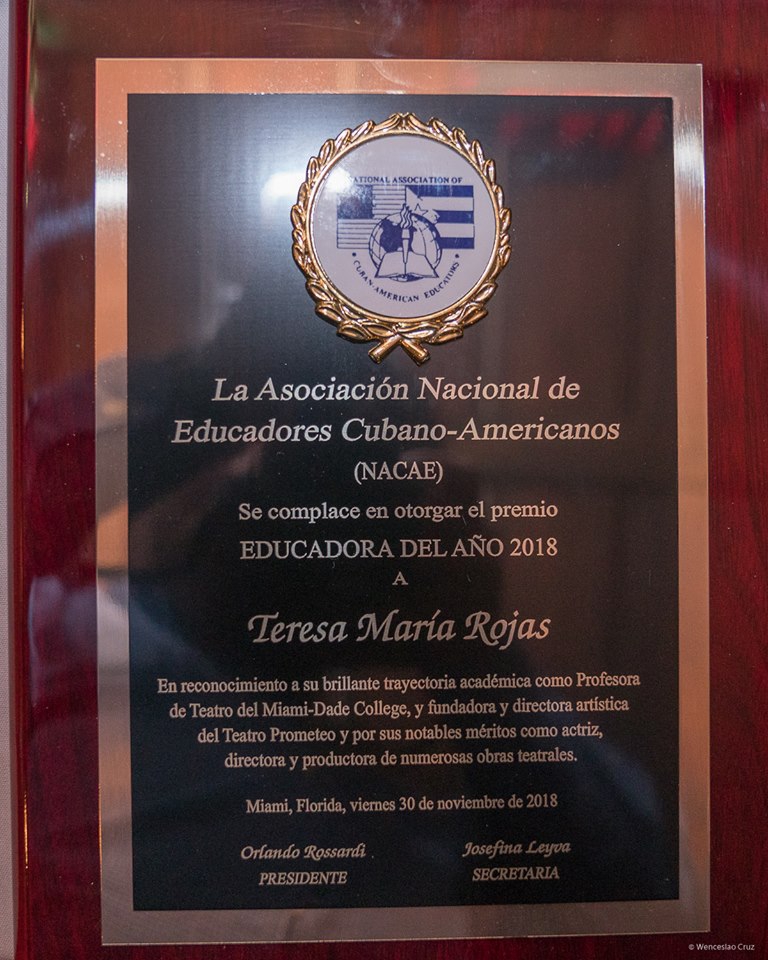 NATIONAL ASSOCIATION OF
CUBAN-AMERICAN EDUCATORS
La Asociación Nacional de
Educadores Cubano-Americanos
(NACAE)
Se complace en otorgar el premio
EDUCADORA DEL AÑO 2018
A
Teresa María Rojas
En reconocimiento a su brillante trayectoria académica como Profesora
de Teatro del Miami-Dade College, y fundadora y directora artística
del Teatro Prometeo y por sus notables méritos como actriz,
directora y productora de numerosas obras teatrales.
Miami, Florida, viernes 30 de noviembre de 2018
Orlando Rossardi
PRESIDENTE
Josefina Leyva
SECRETARIA
© Wenceslao Cruz